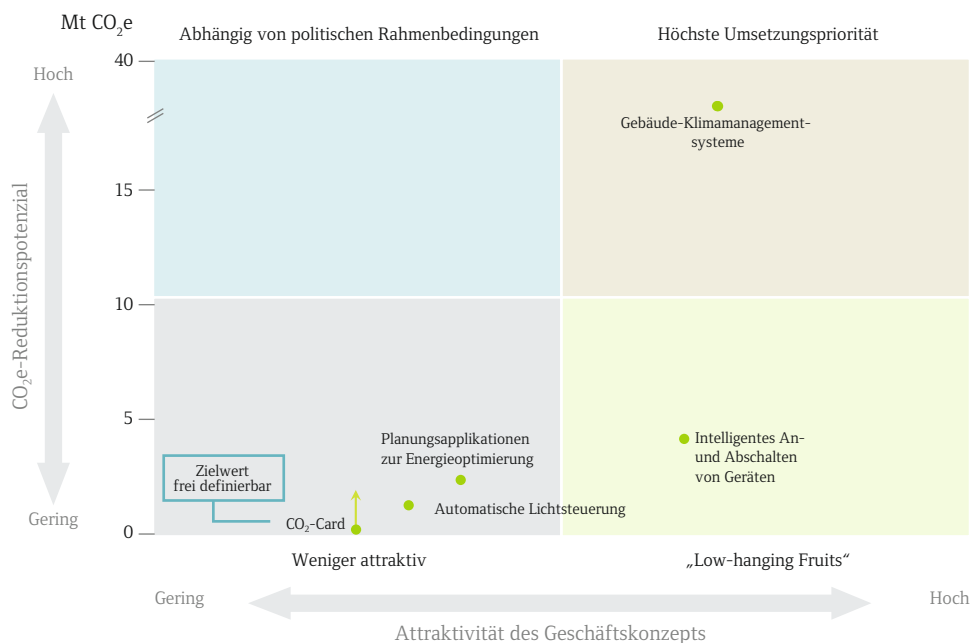 Mt CO₂e
Abhängig von politischen Rahmenbedingungen
Höchste Umsetzungspriorität
40
Hoch
Gebäude-Klimamanagement-
systeme
15
CO₂e-Reduktionspotenzial
10
5
Planungsapplikationen
zur Energieoptimierung
Intelligentes An-
und Abschalten
von Geräten
Zielwert
frei definierbar
Automatische Lichtsteuerung
CO₂-Card
Gering
0
Weniger attraktiv
„Low-hanging Fruits“
Gering
Hoch
Attraktivität des Geschäftskonzepts